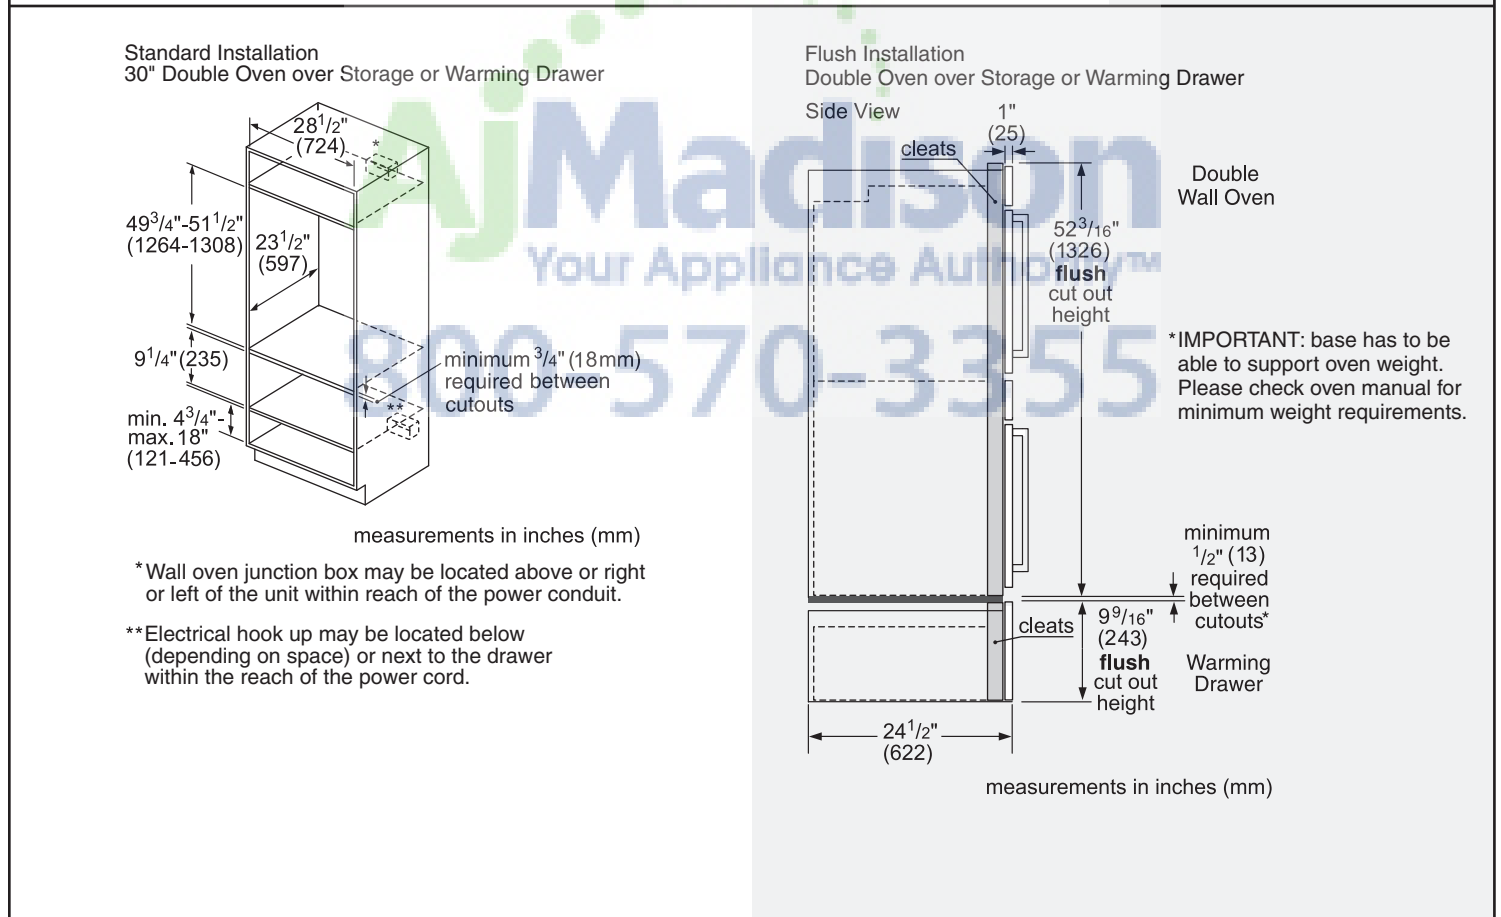 Standard Installation
30" Double Oven over Storage or Warming Drawer
28 1/2"
(724)
*
49 3/4"-51 1/2"
(1264-1308)
23 1/2"
(597)
9 1/4" (235)
minimum 3/4" (18mm)
required between
cutouts
**
min. 4 3/4"-
max. 18"
(121-456)
measurements in inches (mm)
*Wall oven junction box may be located above or right
or left of the unit within reach of the power conduit.
**Electrical hook up may be located below
(depending on space) or next to the drawer
within the reach of the power cord.
Flush Installation
Double Oven over Storage or Warming Drawer
Side View
1"
(25)
cleats
Double
Wall Oven
52 3/16"
(1326)
flush
cut out
height
*IMPORTANT: base has to be
able to support oven weight.
Please check oven manual for
minimum weight requirements.
minimum
1/2" (13)
required
between
cutouts*
cleats
9 9/16"
(243)
flush
cut out
height
Warming
Drawer
24 1/2"
(622)
measurements in inches (mm)
AjMadison
Your Appliance Authority™
800-570-3355